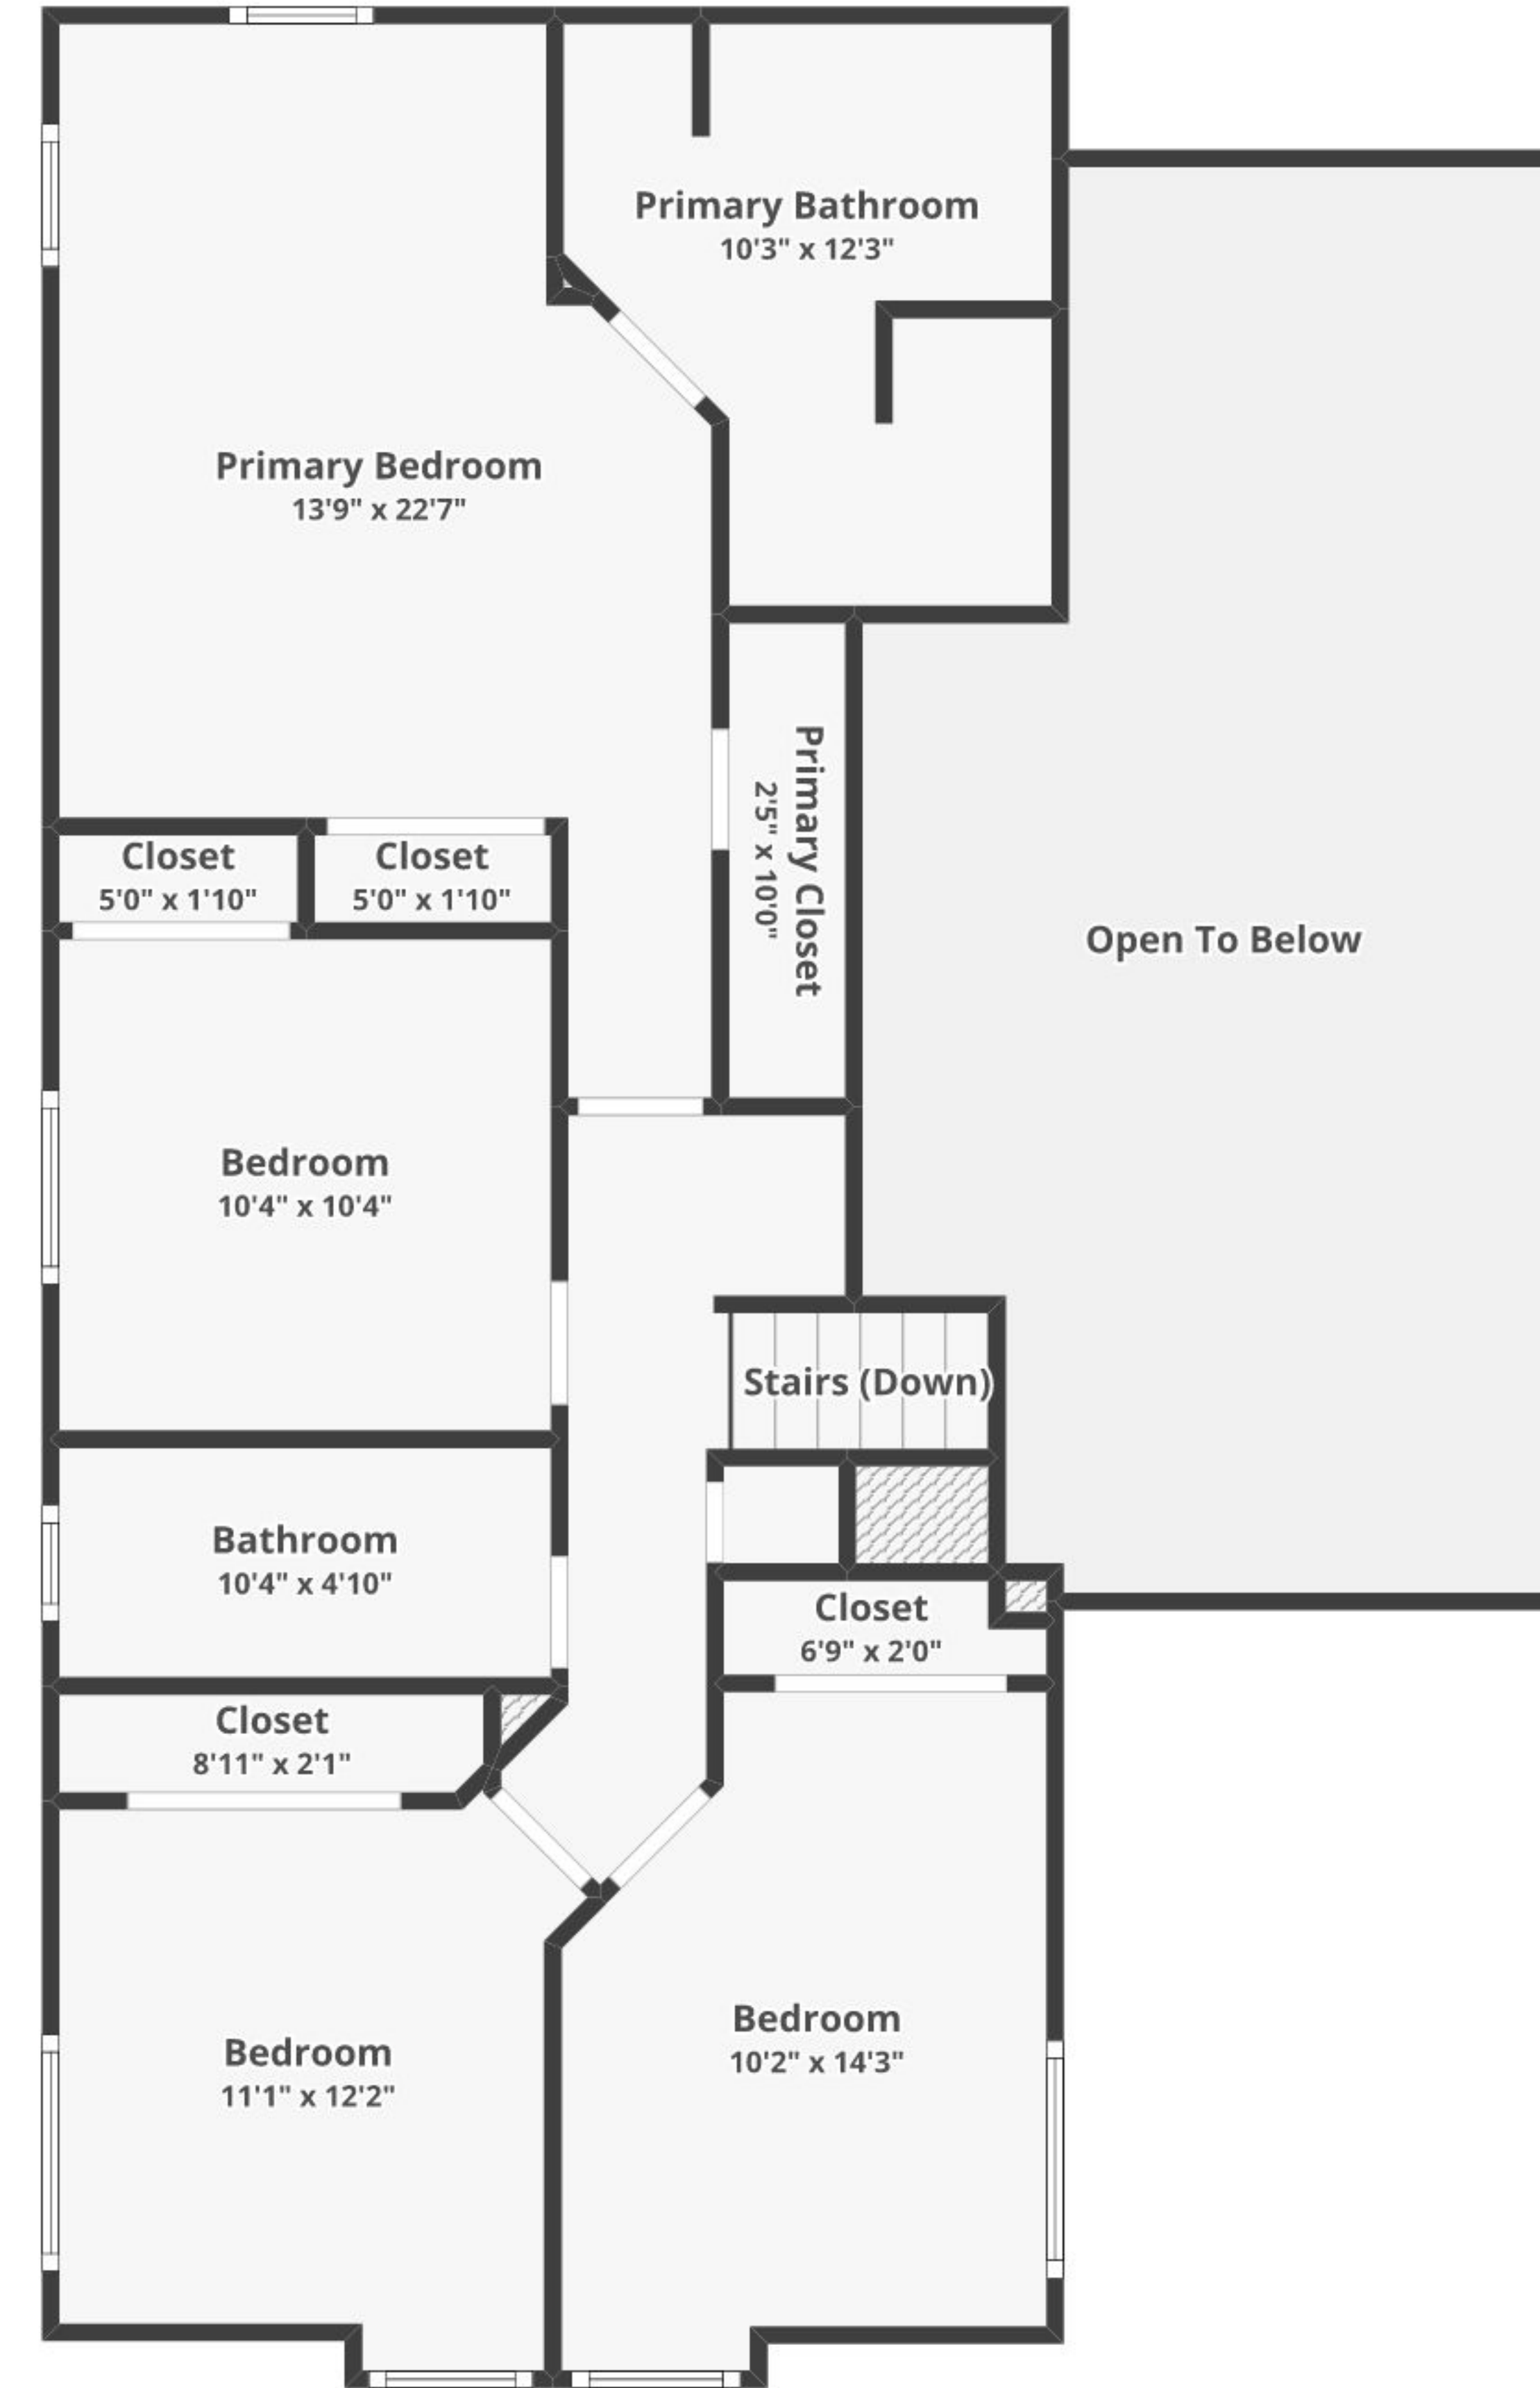 Primary Bathroom
10'3" x 12'3"
Primary Bedroom
13'9" x 22'7"
Primary Closet
2'5" x 10'0"
Closet
5'0" x 1'10"
Closet
5'0" x 1'10"
Open To Below
Bedroom
10'4" x 10'4"
Stairs (Down)
Bathroom
10'4" x 4'10"
Closet
6'9" x 2'0"
Closet
8'11" x 2'1"
Bedroom
10'2" x 14'3"
Bedroom
11'1" x 12'2"